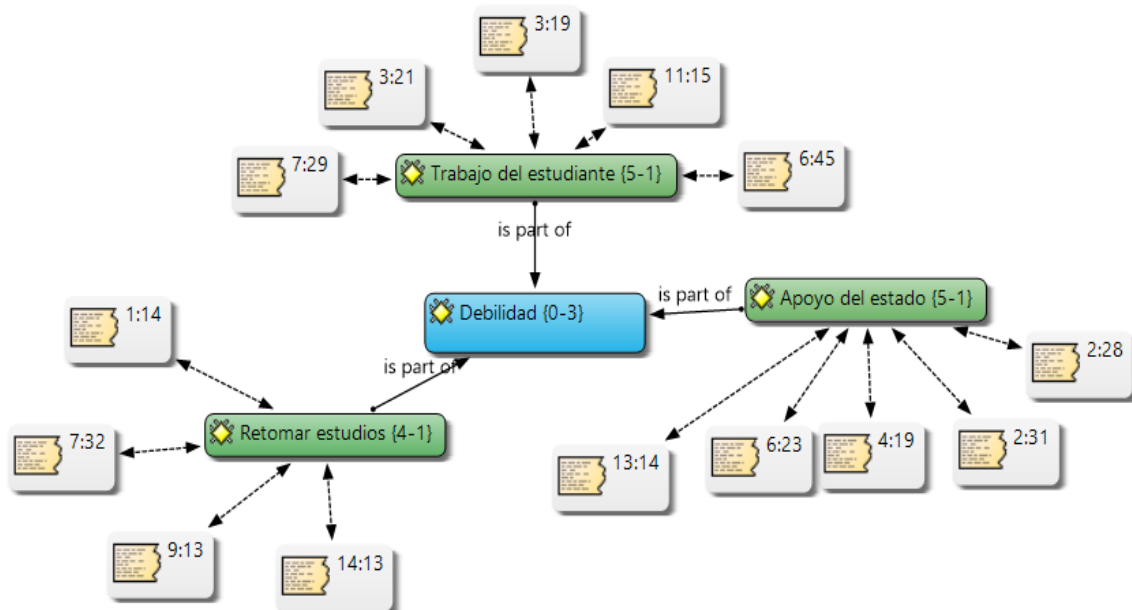 3:19
3:21
11:15
7:29
Trabajo del estudiante {5-1}
6:45
is part of
Debilidad {0-3}
is part of
Apoyo del estado {5-1}
1:14
is part of
2:28
Retomar estudios {4-1}
7:32
13:14
6:23
4:19
2:31
9:13
14:13